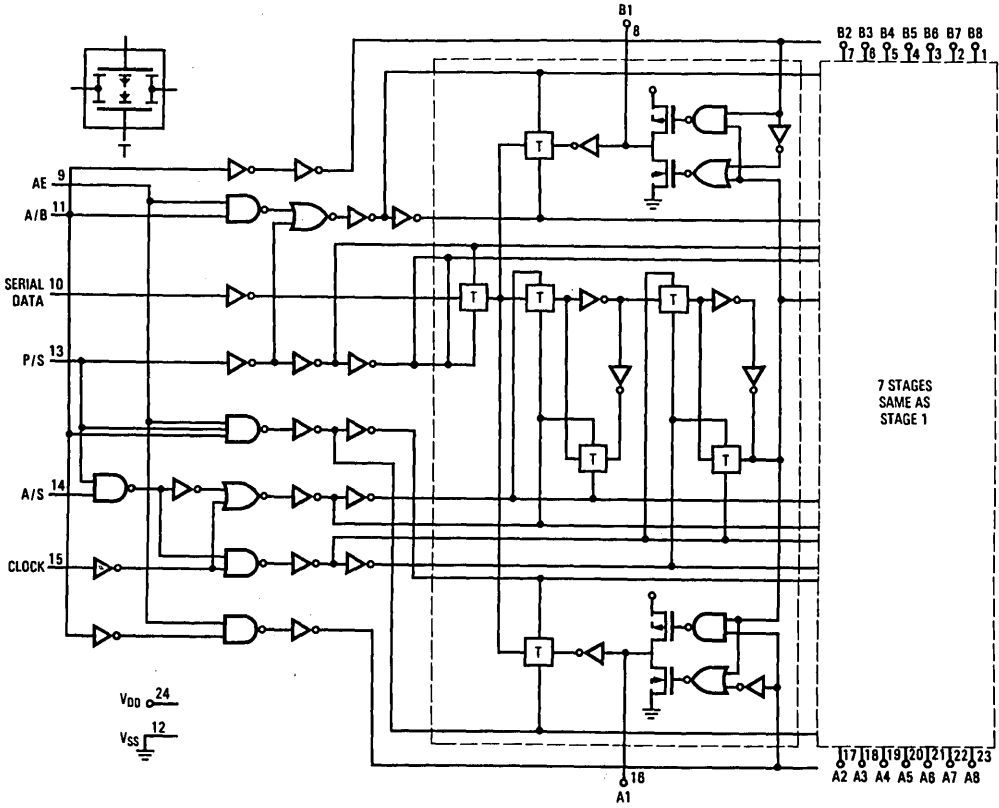 B1
8
B2 B3 B4 B5 B6 B7 B8
7 6 5 4 3 2 1
T
AE 9
A/B 11
T
SERIAL DATA 10
T
T
T
P/S 13
7 STAGES
SAME AS
STAGE 1
T
T
A/S 14
CLOCK 15
T
VDD 24
VSS 12
16
A1
17 18 19 20 21 22 23
A2 A3 A4 A5 A6 A7 A8